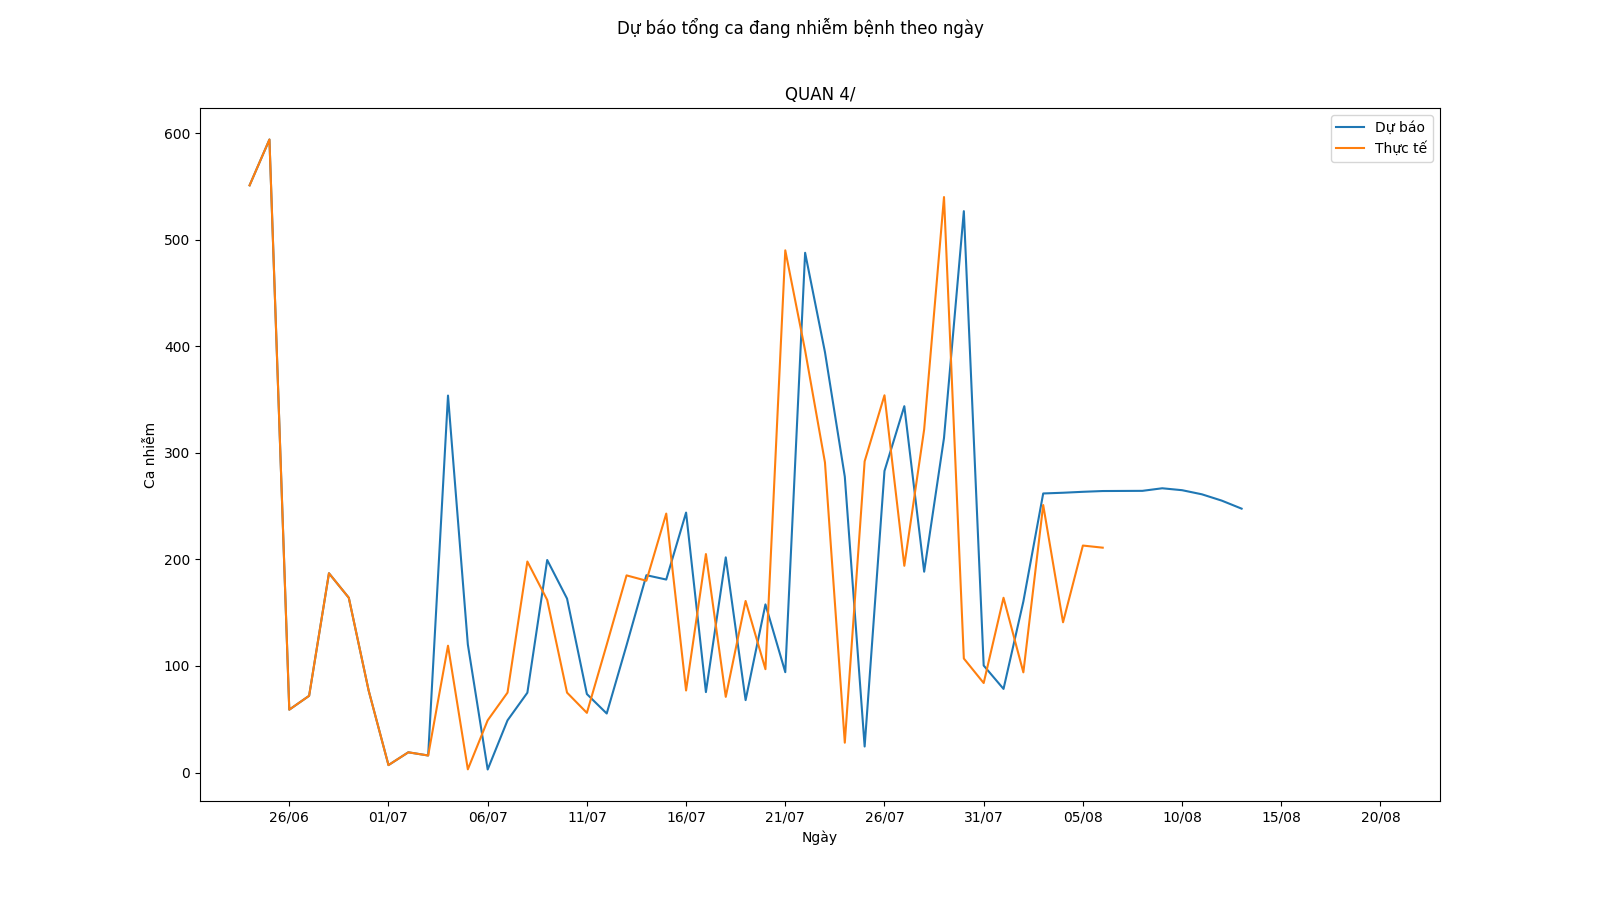 Dự báo tổng ca đang nhiễm bệnh theo ngày
QUAN 4/
Dự báo
Thực tế
600
500
400
300
200
100
0
Ca nhiễm
26/06 01/07 06/07 11/07 16/07 21/07 26/07 31/07 05/08 10/08 15/08 20/08
Ngày